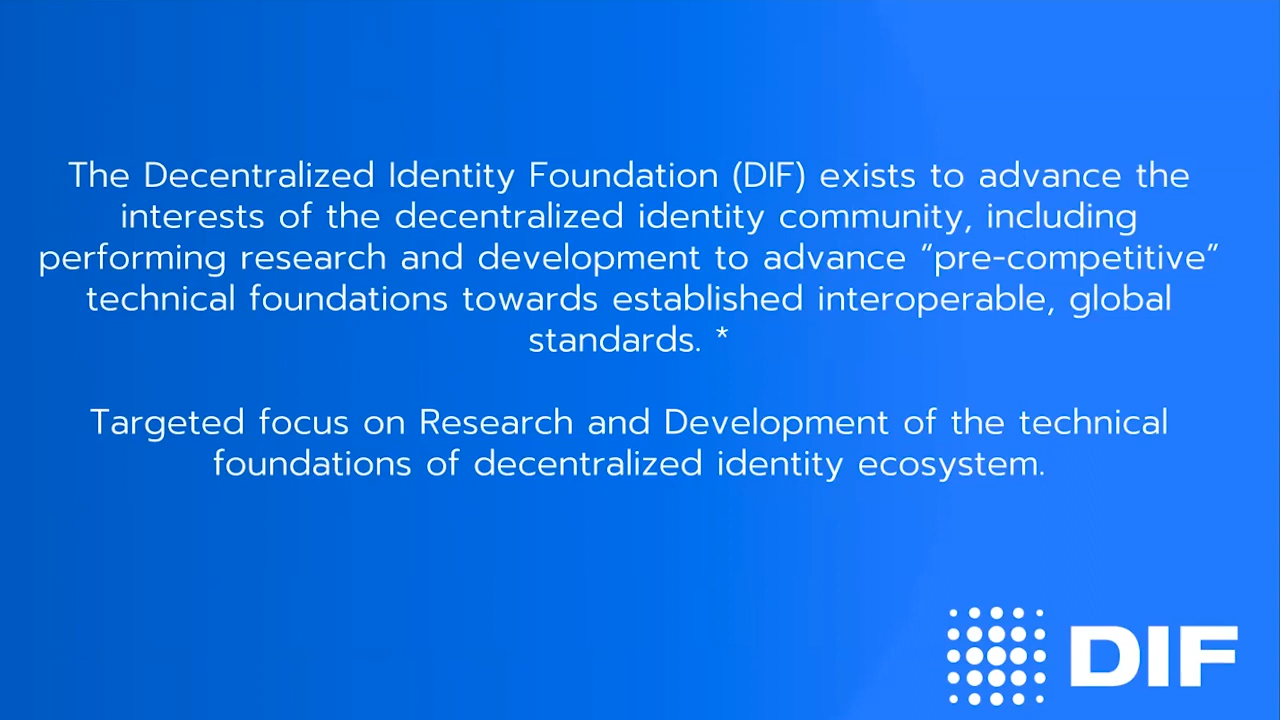 The Decentralized Identity Foundation (DIF) exists to advance the
interests of the decentralized identity community, including
performing research and development to advance “pre-competitive”
technical foundations towards established interoperable, global
standards. *
Targeted focus on Research and Development of the technical
foundations of decentralized identity ecosystem.
DIF